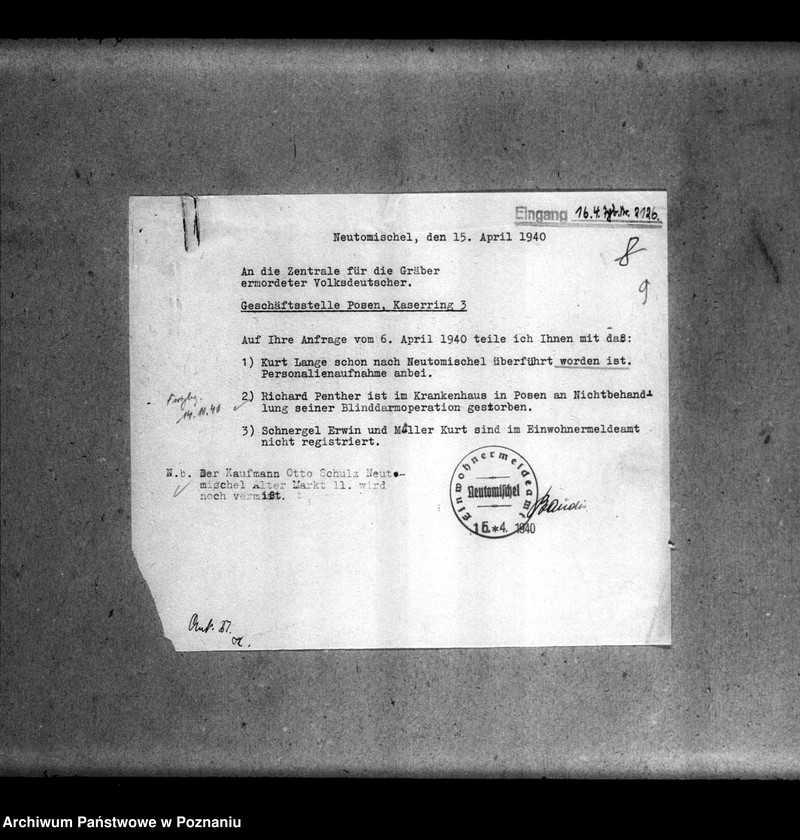 Eingang 16.4. Tgb.Nr. 2126.
Neutomischel, den 15. April 1940
8
9
An die Zentrale für die Gräber
ermordeter Volksdeutscher.
Geschäftsstelle Posen, Kaserring 3
Auf Ihre Anfrage vom 6. April 1940 teile ich Ihnen mit daß:
1) Kurt Lange schon nach Neutomischel überführt worden ist.
Personalienaufnahme anbei.
2) Richard Penther ist im Krankenhaus in Posen an Nichtbehand-
lung seiner Blinddarmoperation gestorben.
3) Schnergel Erwin und Müller Kurt sind im Einwohnermeldeamt
nicht registriert.
N.b. Der Kaufmann Otto Schulz Neuto-
mischel Alter Markt 11. wird
noch vermißt.
Einwohnermeldeamt
Neutomischel
15.*4. 1940
Archiwum Państwowe w Poznaniu